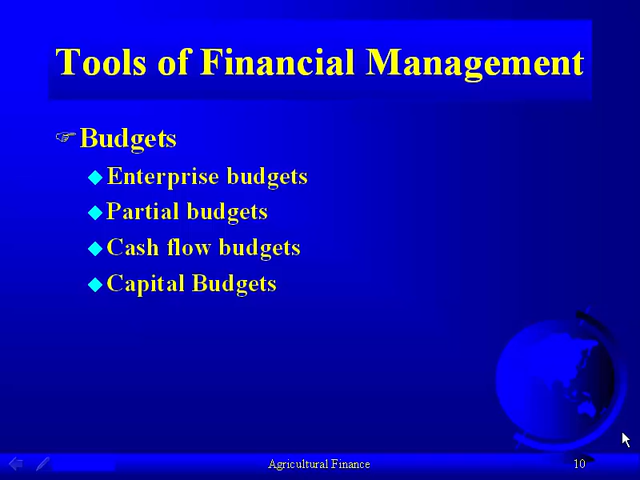 Tools of Financial Management
Budgets
Enterprise budgets
Partial budgets
Cash flow budgets
Capital Budgets
Agricultural Finance 10